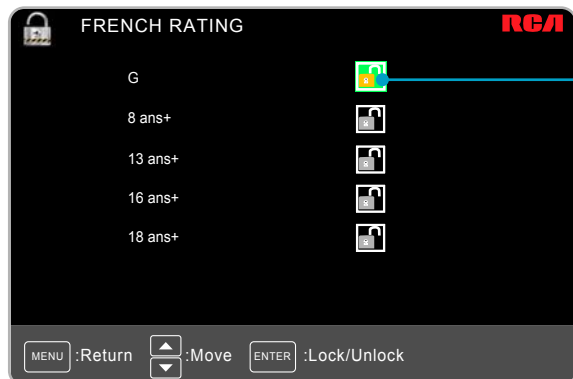 FRENCH RATING
RCA
G
8 ans+
13 ans+
16 ans+
18 ans+
MENU :Return :Move ENTER :Lock/Unlock